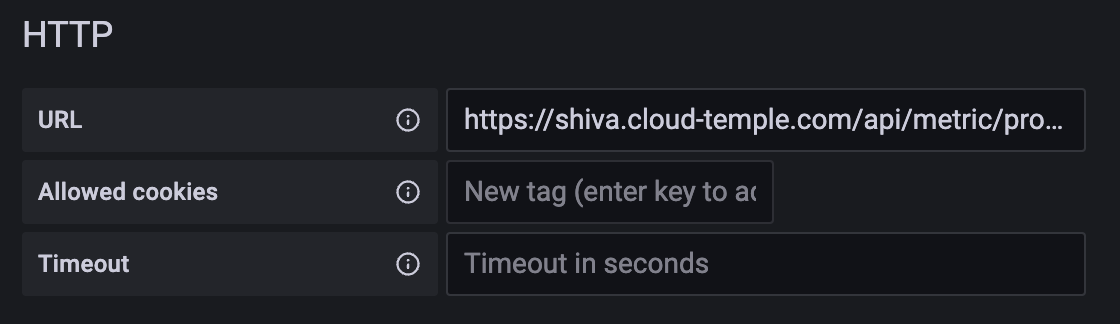 HTTP
URL https://shiva.cloud-temple.com/api/metric/pro...
Allowed cookies New tag (enter key to ac
Timeout Timeout in seconds